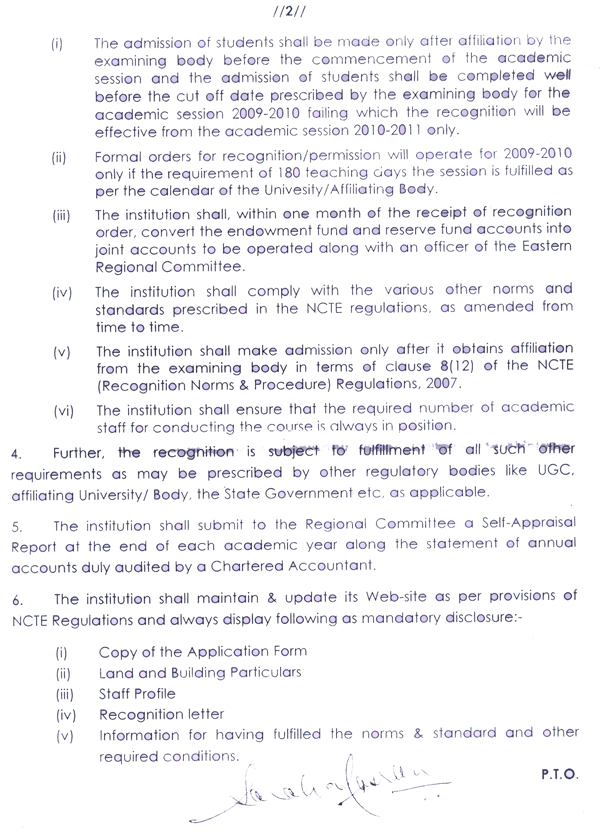 //2//
(i) The admission of students shall be made only after affiliation by the
examining body before the commencement of the academic
session and the admission of students shall be completed well
before the cut off date prescribed by the examining body for the
academic session 2009-2010 failing which the recognition will be
effective from the academic session 2010-2011 only.
(ii) Formal orders for recognition/permission will operate for 2009-2010
only if the requirement of 180 teaching days the session is fulfilled as
per the calendar of the Univesity/Affiliating Body.
(iii) The institution shall, within one month of the receipt of recognition
order, convert the endowment fund and reserve fund accounts into
joint accounts to be operated along with an officer of the Eastern
Regional Committee.
(iv) The institution shall comply with the various other norms and
standards prescribed in the NCTE regulations, as amended from
time to time.
(v) The institution shall make admission only after it obtains affiliation
from the examining body in terms of clause 8(12) of the NCTE
(Recognition Norms & Procedure) Regulations, 2007.
(vi) The institution shall ensure that the required number of academic
staff for conducting the course is always in position.
4. Further, the recognition is subject to fulfillment of all such other
requirements as may be prescribed by other regulatory bodies like UGC,
affiliating University/ Body, the State Government etc. as applicable.
5. The institution shall submit to the Regional Committee a Self-Appraisal
Report at the end of each academic year along the statement of annual
accounts duly audited by a Chartered Accountant.
6. The institution shall maintain & update its Web-site as per provisions of
NCTE Regulations and always display following as mandatory disclosure:-
(i) Copy of the Application Form
(ii) Land and Building Particulars
(iii) Staff Profile
(iv) Recognition letter
(v) Information for having fulfilled the norms & standard and other
required conditions.
P.T.O.